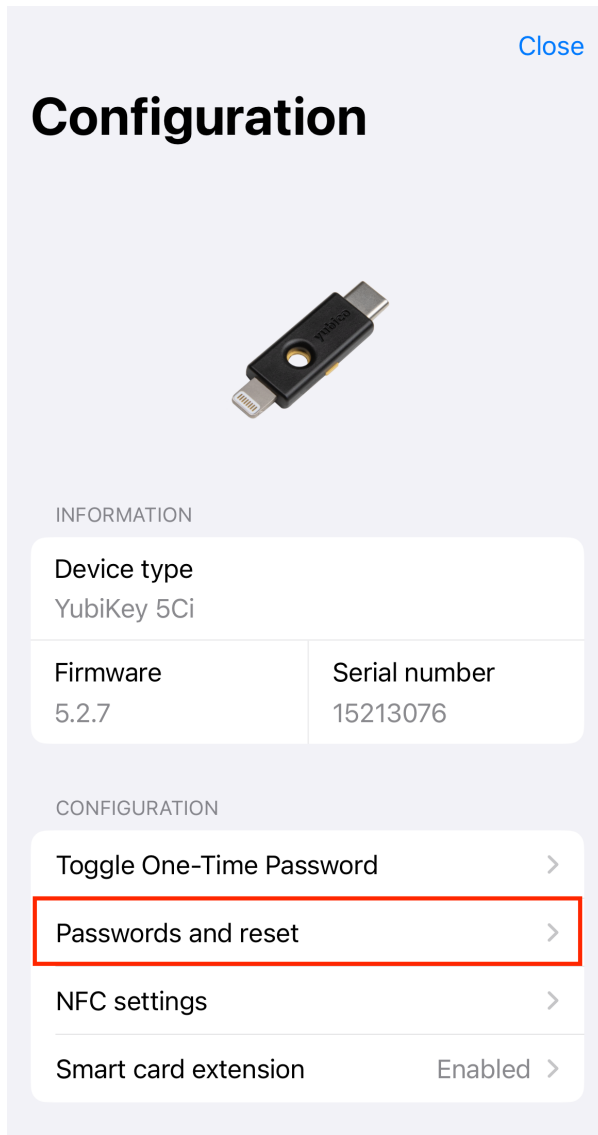 Close
Configuration
yubico
INFORMATION
Device type
YubiKey 5Ci
Firmware
Serial number
5.2.7
15213076
CONFIGURATION
Toggle One-Time Password
Passwords and reset
NFC settings
Smart card extension Enabled